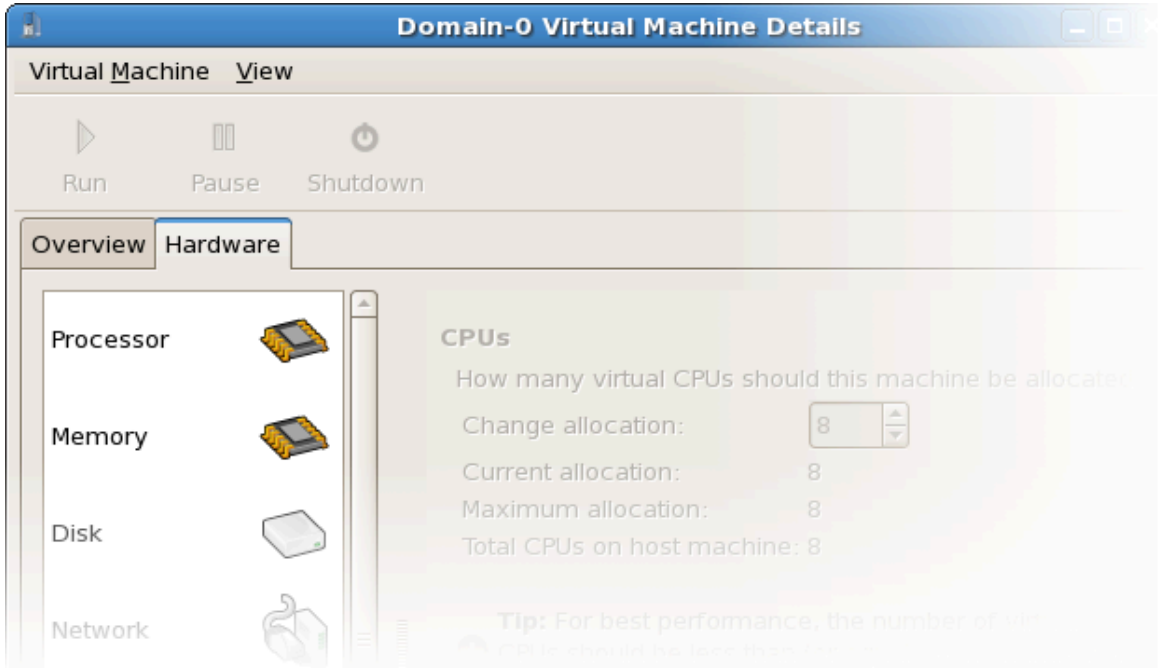 Domain-0 Virtual Machine Details
Virtual Machine View
Run Pause Shutdown
Overview Hardware
Processor
Memory
Disk
Network
CPUs
How many virtual CPUs should this machine be allocated
Change allocation: 8
Current allocation: 8
Maximum allocation: 8
Total CPUs on host machine: 8
Tip: For best performance, the number of
CPUs should be less than